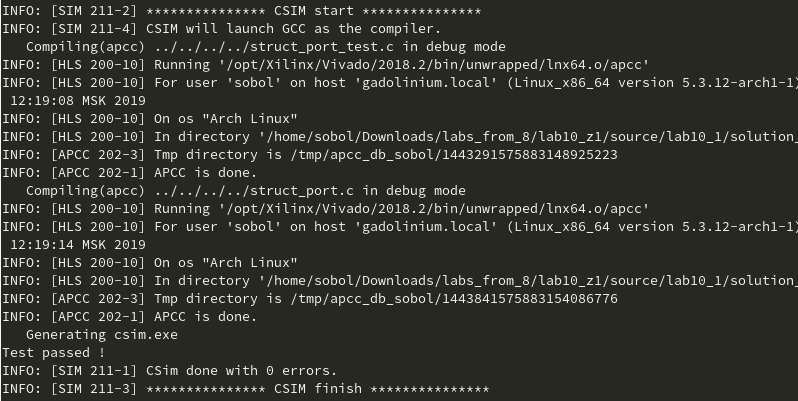 INFO: [SIM 211-2] *************** CSIM start ***************
INFO: [SIM 211-4] CSIM will launch GCC as the compiler.
   Compiling(apcc) ../../../../struct_port_test.c in debug mode
INFO: [HLS 200-10] Running '/opt/Xilinx/Vivado/2018.2/bin/unwrapped/lnx64.o/apcc'
INFO: [HLS 200-10] For user 'sobol' on host 'gadolinium.local' (Linux_x86_64 version 5.3.12-arch1-1)
 12:19:08 MSK 2019
INFO: [HLS 200-10] On os "Arch Linux"
INFO: [HLS 200-10] In directory '/home/sobol/Downloads/labs_from_8/lab10_z1/source/lab10_1/solution_
INFO: [APCC 202-3] Tmp directory is /tmp/apcc_db_sobol/1443291575883148925223
INFO: [APCC 202-1] APCC is done.
   Compiling(apcc) ../../../../struct_port.c in debug mode
INFO: [HLS 200-10] Running '/opt/Xilinx/Vivado/2018.2/bin/unwrapped/lnx64.o/apcc'
INFO: [HLS 200-10] For user 'sobol' on host 'gadolinium.local' (Linux_x86_64 version 5.3.12-arch1-1)
 12:19:14 MSK 2019
INFO: [HLS 200-10] On os "Arch Linux"
INFO: [HLS 200-10] In directory '/home/sobol/Downloads/labs_from_8/lab10_z1/source/lab10_1/solution_
INFO: [APCC 202-3] Tmp directory is /tmp/apcc_db_sobol/1443841575883154086776
INFO: [APCC 202-1] APCC is done.
   Generating csim.exe
Test passed !
INFO: [SIM 211-1] CSim done with 0 errors.
INFO: [SIM 211-3] *************** CSIM finish ***************